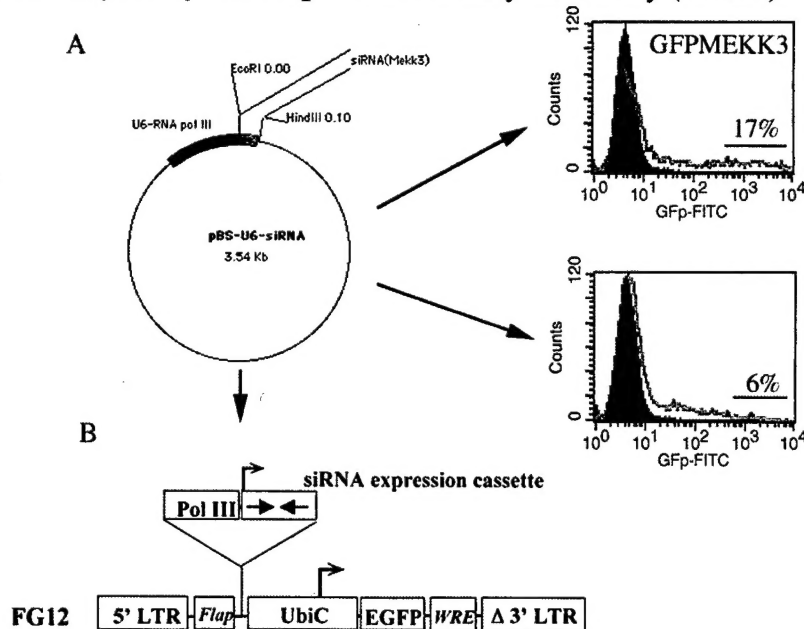 A
EcoRI 0.00
siRNA(Mekk3)
HindIII 0.10
U6-RNA pol III
pBS-U6-siRNA
3.54 Kb
GFPMEKK3
17%
120
Counts
0
10⁰ 10¹ 10² 10³ 10⁴
GFp-FITC
6%
120
Counts
0
10⁰ 10¹ 10² 10³ 10⁴
GFp-FITC
B
siRNA expression cassette
Pol III
FG12 5' LTR Flap UbiC EGFP WRE Δ 3' LTR